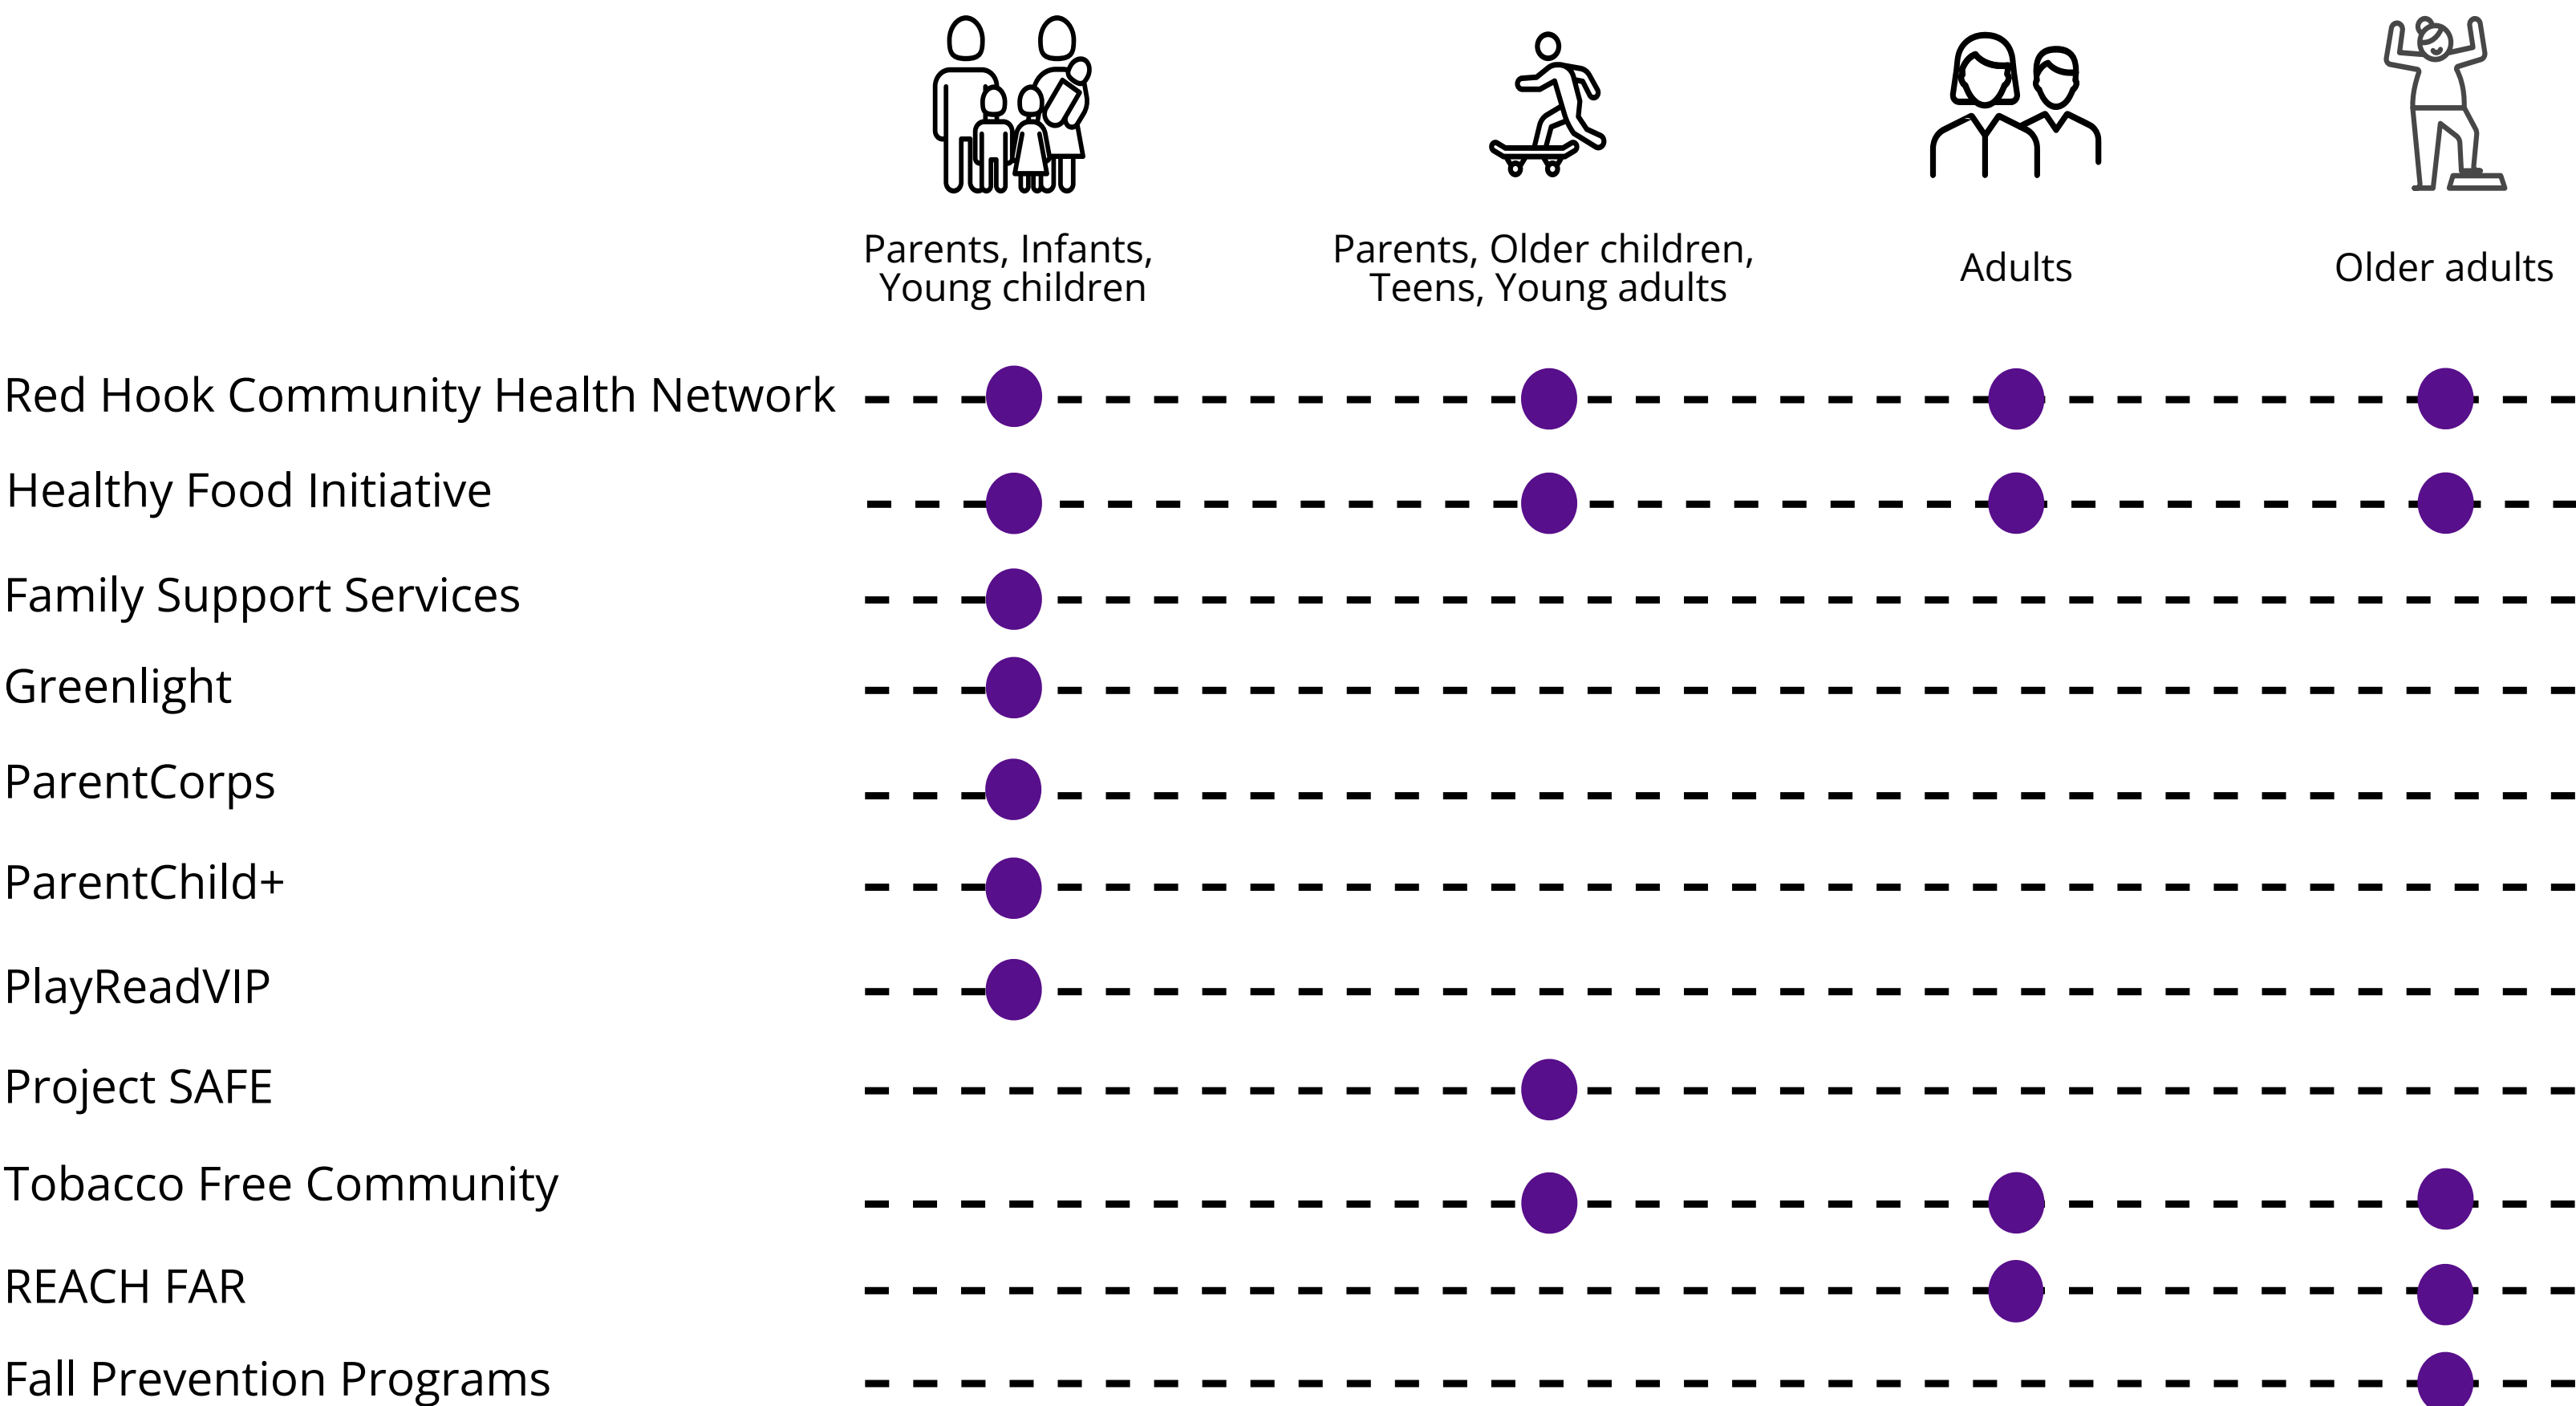 Parents, Infants,
Young children
Parents, Older children,
Teens, Young adults
Adults
Older adults
Red Hook Community Health Network
Healthy Food Initiative
Family Support Services
Greenlight
ParentCorps
ParentChild+
PlayReadVIP
Project SAFE
Tobacco Free Community
REACH FAR
Fall Prevention Programs